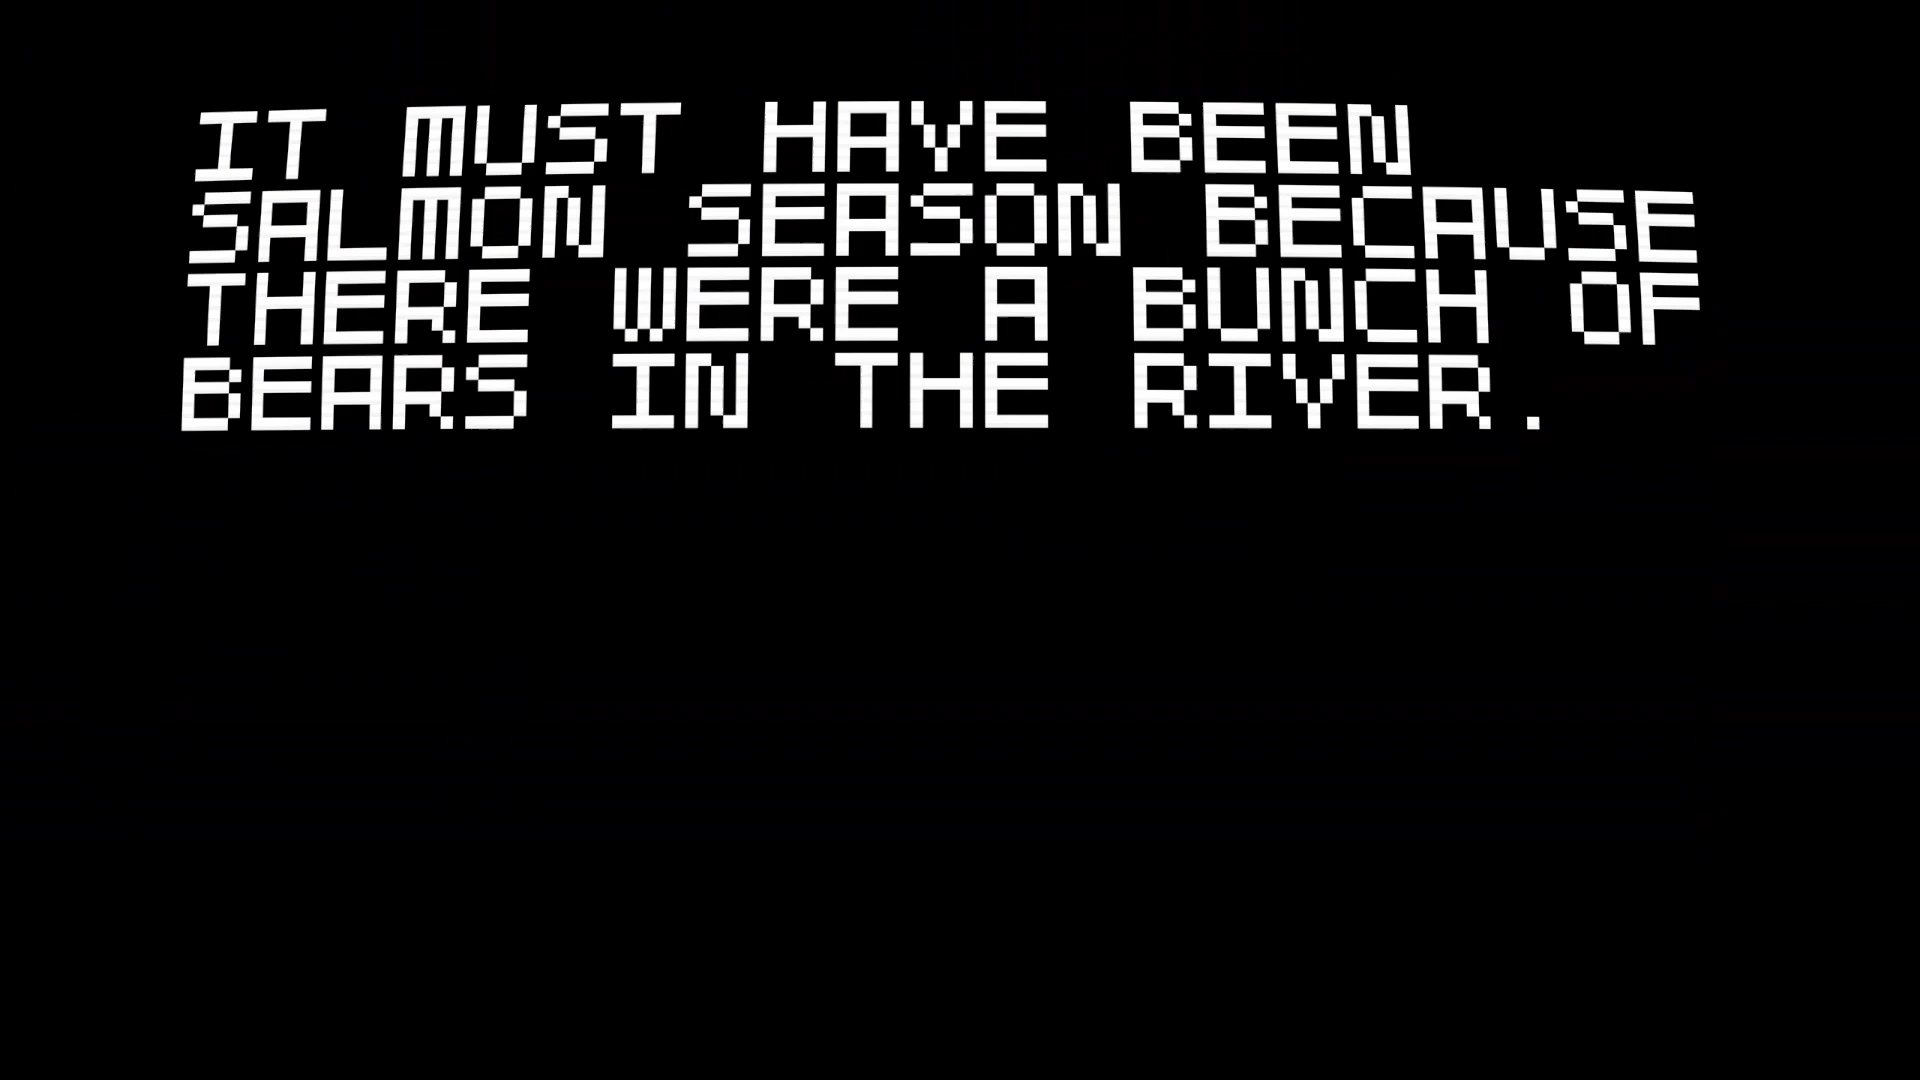 IT MUST HAVE BEEN
SALMON SEASON BECAUSE
THERE WERE A BUNCH OF
BEARS IN THE RIVER.